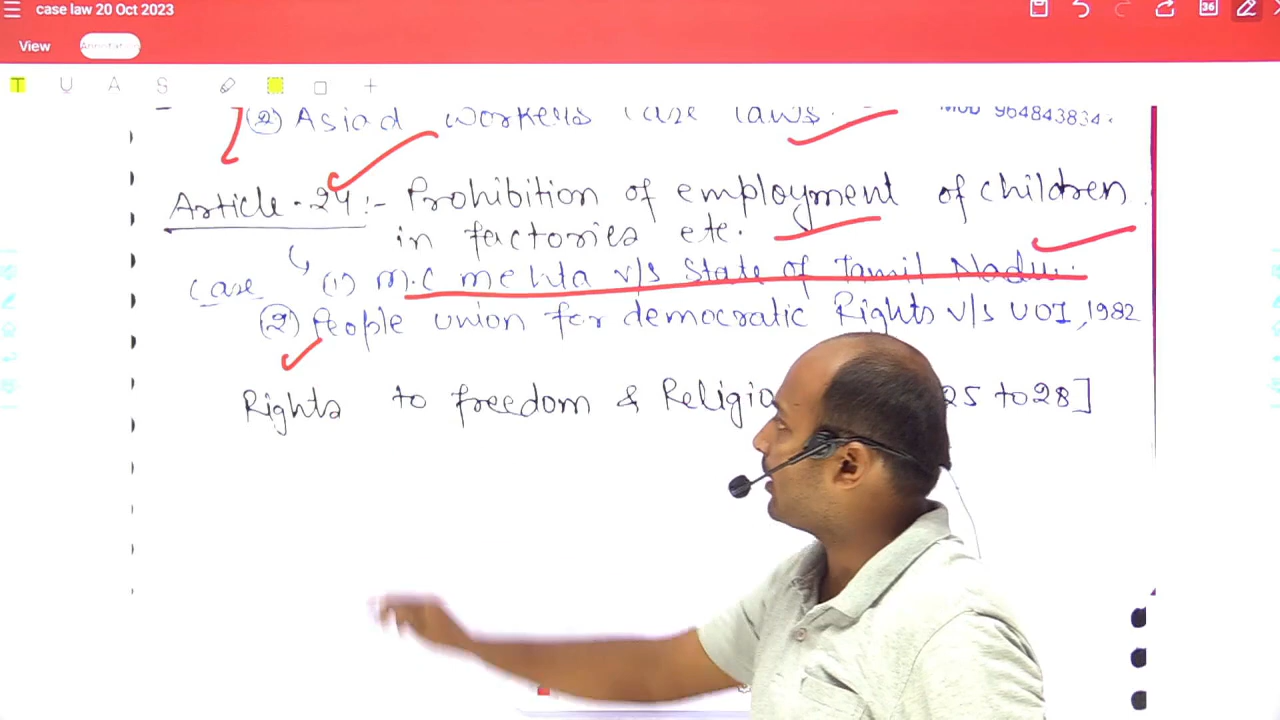 case law 20 Oct 2023
36
View
Annotation
T U A S
(2) Asiad workers case laws.
Article-24:- Prohibition of employment of children
in factories etc.
Case (1) M.C mehta v/s State of Tamil Nadu.
(2) People union for democratic Rights v/s UOI, 1982
Rights to freedom & Religio 25 to 28]